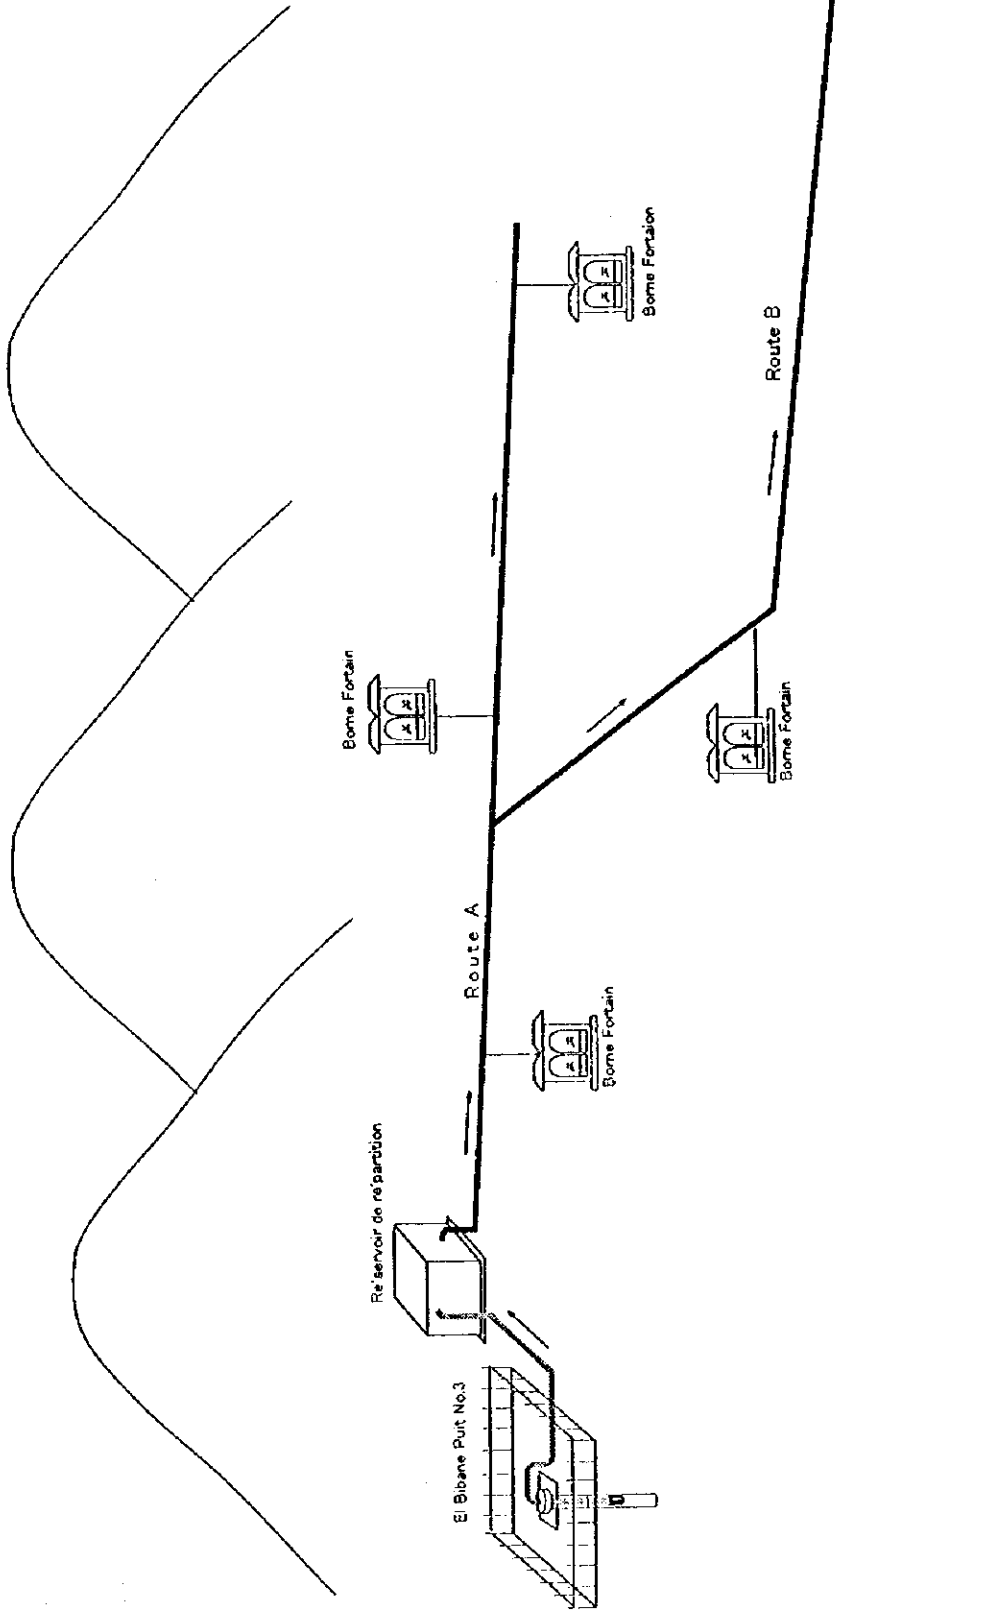 El Bibane Puit No.3
Re'servoir de re'partition
Route A
Borne Fortain
Borne Fortain
Borne Fortain
Borne Fortaion
Route B